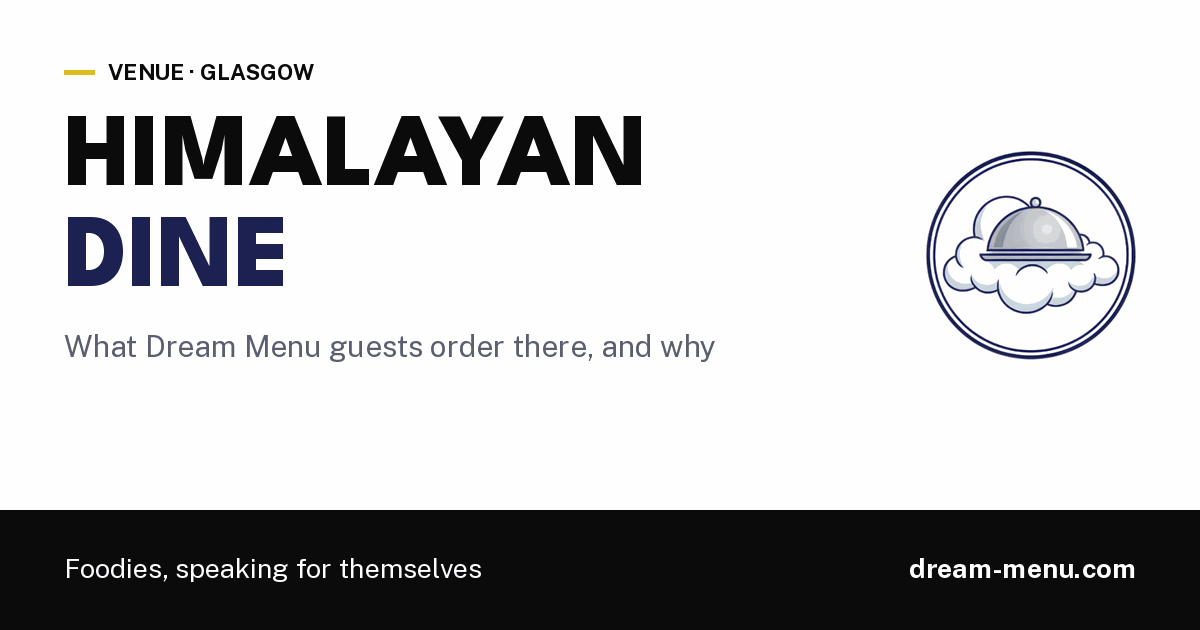 VENUE · GLASGOW
HIMALAYAN
DINE
What Dream Menu guests order there, and why
Foodies, speaking for themselves
dream-menu.com